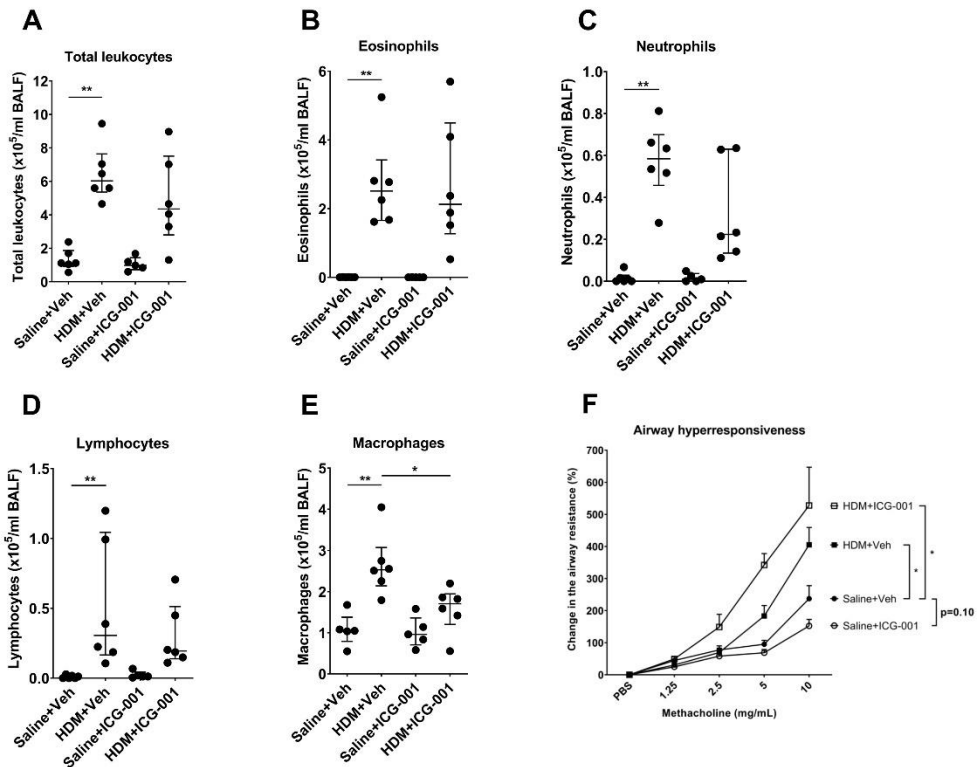 A
Total leukocytes
Total leukocytes (x10⁵/ml BALF)
12
10
8
6
4
2
0
**
Saline+Veh
HDM+Veh
Saline+ICG-001
HDM+ICG-001
B
Eosinophils
Eosinophils (x10⁵/ml BALF)
6
4
2
0
**
Saline+Veh
HDM+Veh
Saline+ICG-001
HDM+ICG-001
C
Neutrophils
Neutrophils (x10⁵/ml BALF)
1.0
0.8
0.6
0.4
0.2
0.0
**
Saline+Veh
HDM+Veh
Saline+ICG-001
HDM+ICG-001
D
Lymphocytes
Lymphocytes (x10⁵/ml BALF)
1.5
1.0
0.5
0.0
**
Saline+Veh
HDM+Veh
Saline+ICG-001
HDM+ICG-001
E
Macrophages
Macrophages (x10⁵/ml BALF)
5
4
3
2
1
0
**
*
Saline+Veh
HDM+Veh
Saline+ICG-001
HDM+ICG-001
F
Airway hyperresponsiveness
Change in the airway resistance (%)
700
600
500
400
300
200
100
0
PBS
1.25
2.5
5
10
Methacholine (mg/mL)
HDM+ICG-001
HDM+Veh
Saline+Veh
Saline+ICG-001
*
*
p=0.10